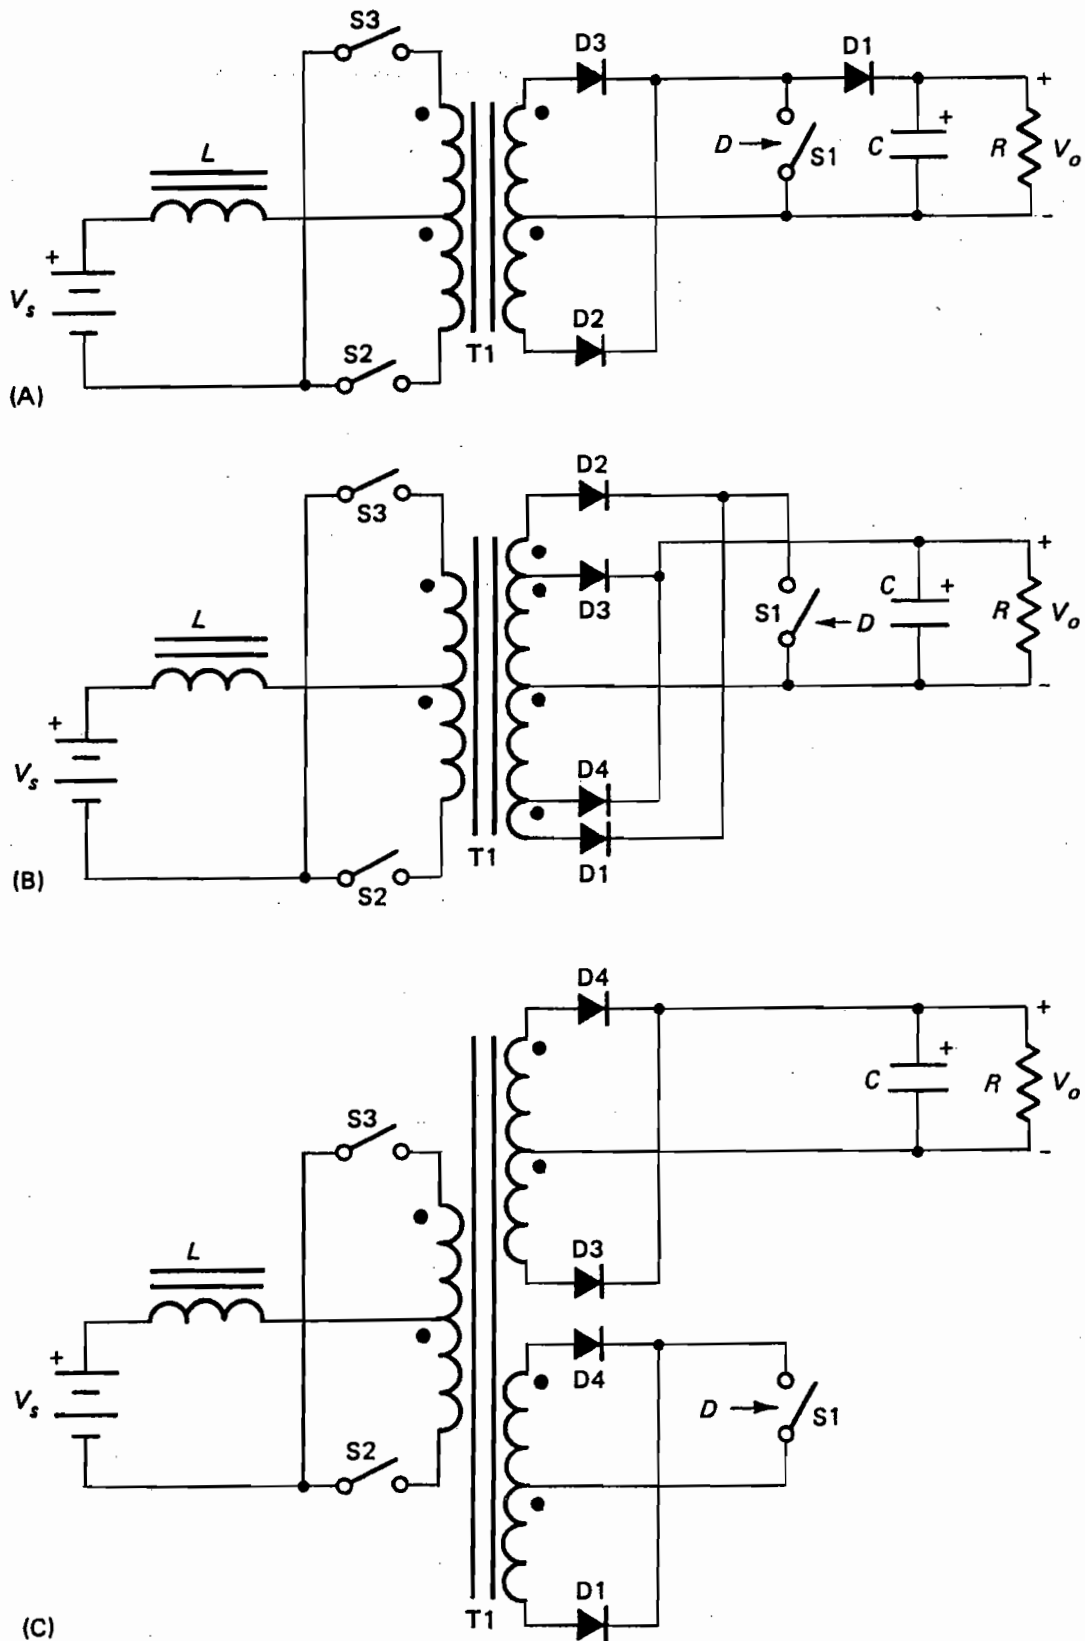 S3
D3
D1
L
D
S1
C
+
R
+
V_o
-
+
V_s
S2
T1
D2
(A)
D2
S3
D3
L
S1
D
C
+
R
+
V_o
-
+
V_s
D4
T1
D1
S2
(B)
D4
+
C
+
R
V_o
-
S3
L
D3
D4
+
V_s
D
S1
S2
D1
T1
(C)